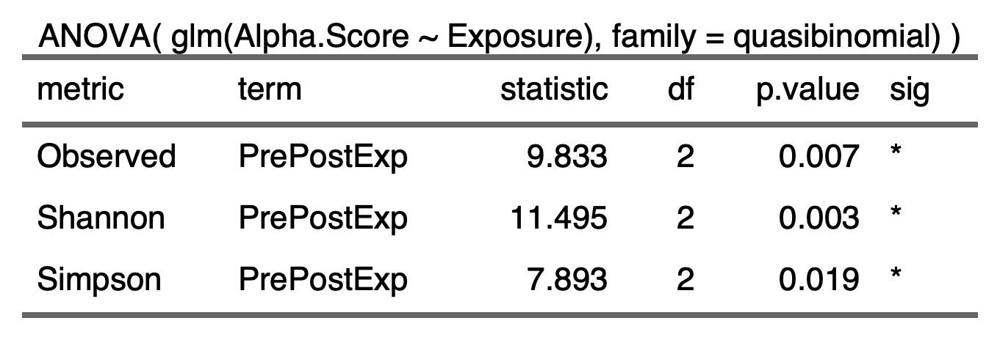 ANOVA( glm(Alpha.Score ~ Exposure), family = quasibinomial) )
metric term statistic df p.value sig
Observed PrePostExp 9.833 2 0.007 *
Shannon PrePostExp 11.495 2 0.003 *
Simpson PrePostExp 7.893 2 0.019 *